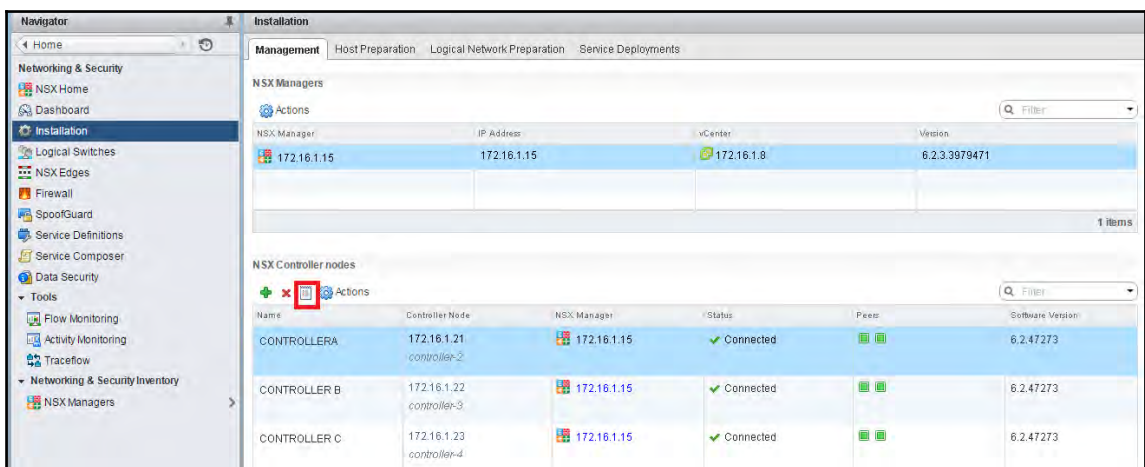 Navigator
Home
Networking & Security
NSX Home
Dashboard
Installation
Logical Switches
NSX Edges
Firewall
SpoofGuard
Service Definitions
Service Composer
Data Security
Tools
Flow Monitoring
Activity Monitoring
Traceflow
Networking & Security Inventory
NSX Managers
Installation
Management Host Preparation Logical Network Preparation Service Deployments
NSX Managers
Actions
Filter
NSX Manager IP Address vCenter Version
172.16.1.15 172.16.1.15 172.16.1.8 6.2.3.3979471
1 items
NSX Controller nodes
Actions
Filter
Name Controller Node NSX Manager Status Peers Software Version
CONTROLLERA 172.16.1.21 172.16.1.15 Connected 6.2.47273
controller-2
CONTROLLER B 172.16.1.22 172.16.1.15 Connected 6.2.47273
controller-3
CONTROLLER C 172.16.1.23 172.16.1.15 Connected 6.2.47273
controller-4